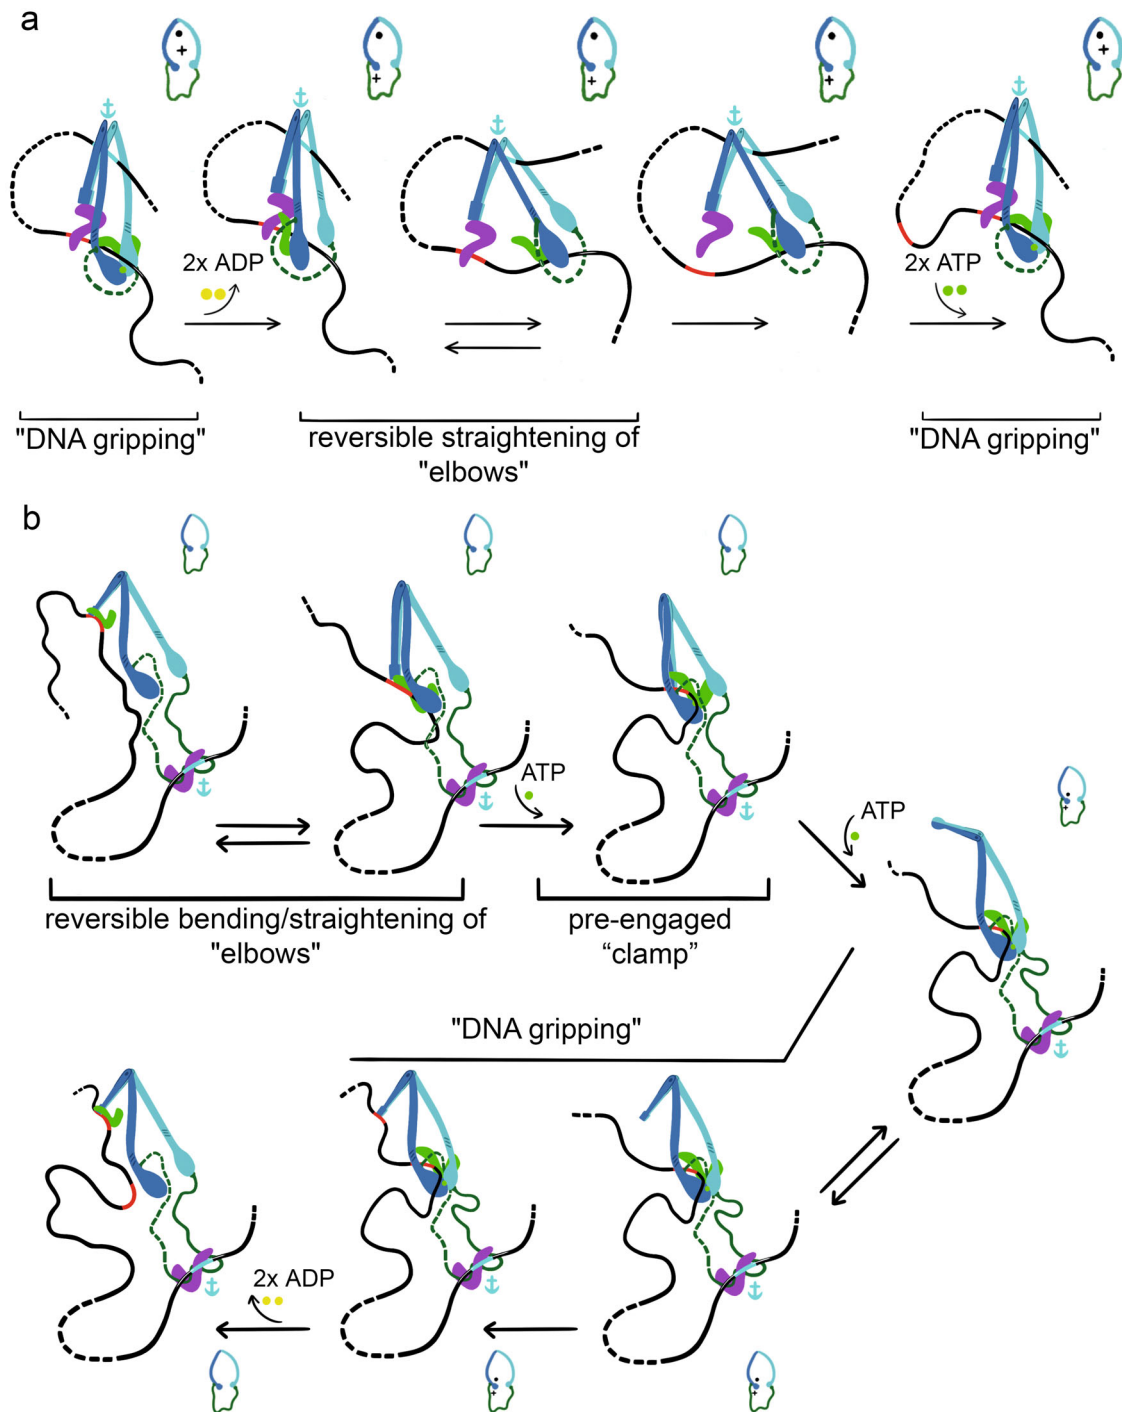 a
2x ADP
2x ATP
"DNA gripping"
reversible straightening of
"elbows"
"DNA gripping"
b
ATP
ATP
reversible bending/straightening of
"elbows"
pre-engaged
“clamp”
"DNA gripping"
2x ADP